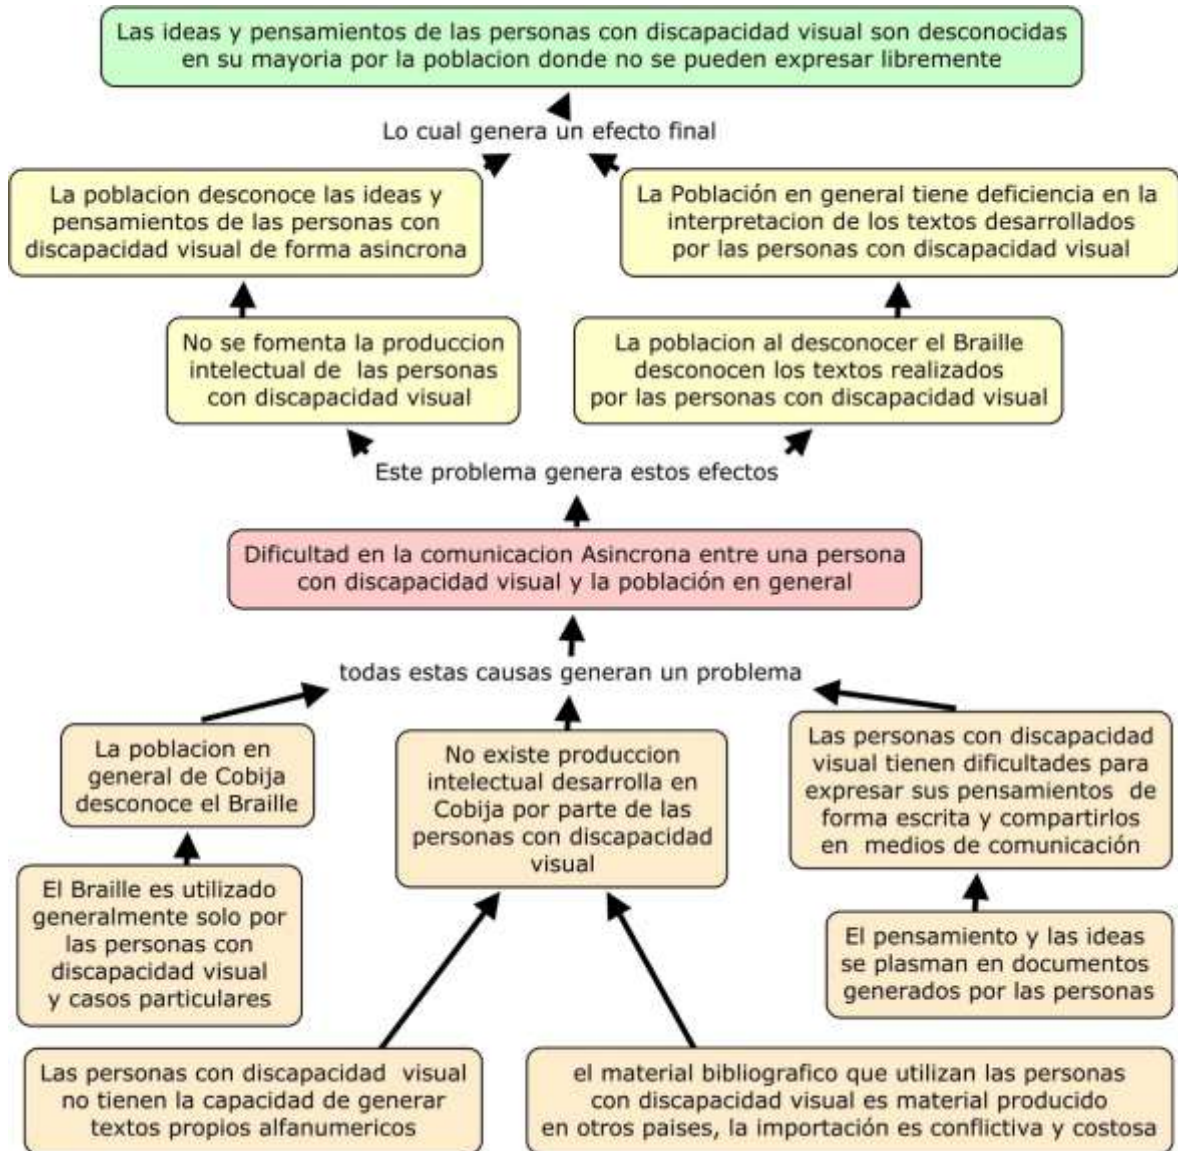 Las ideas y pensamientos de las personas con discapacidad visual son desconocidas
en su mayoria por la poblacion donde no se pueden expresar libremente
Lo cual genera un efecto final
La poblacion desconoce las ideas y
pensamientos de las personas con
discapacidad visual de forma asincrona
La Población en general tiene deficiencia en la
interpretacion de los textos desarrollados
por las personas con discapacidad visual
No se fomenta la produccion
intelectual de las personas
con discapacidad visual
La poblacion al desconocer el Braille
desconocen los textos realizados
por las personas con discapacidad visual
Este problema genera estos efectos
Dificultad en la comunicacion Asincrona entre una persona
con discapacidad visual y la población en general
todas estas causas generan un problema
La poblacion en
general de Cobija
desconoce el Braille
No existe produccion
intelectual desarrolla en
Cobija por parte de las
personas con discapacidad
visual
Las personas con discapacidad
visual tienen dificultades para
expresar sus pensamientos de
forma escrita y compartirlos
en medios de comunicación
El Braille es utilizado
generalmente solo por
las personas con
discapacidad visual
y casos particulares
El pensamiento y las ideas
se plasman en documentos
generados por las personas
Las personas con discapacidad visual
no tienen la capacidad de generar
textos propios alfanumericos
el material bibliografico que utilizan las personas
con discapacidad visual es material producido
en otros paises, la importación es conflictiva y costosa